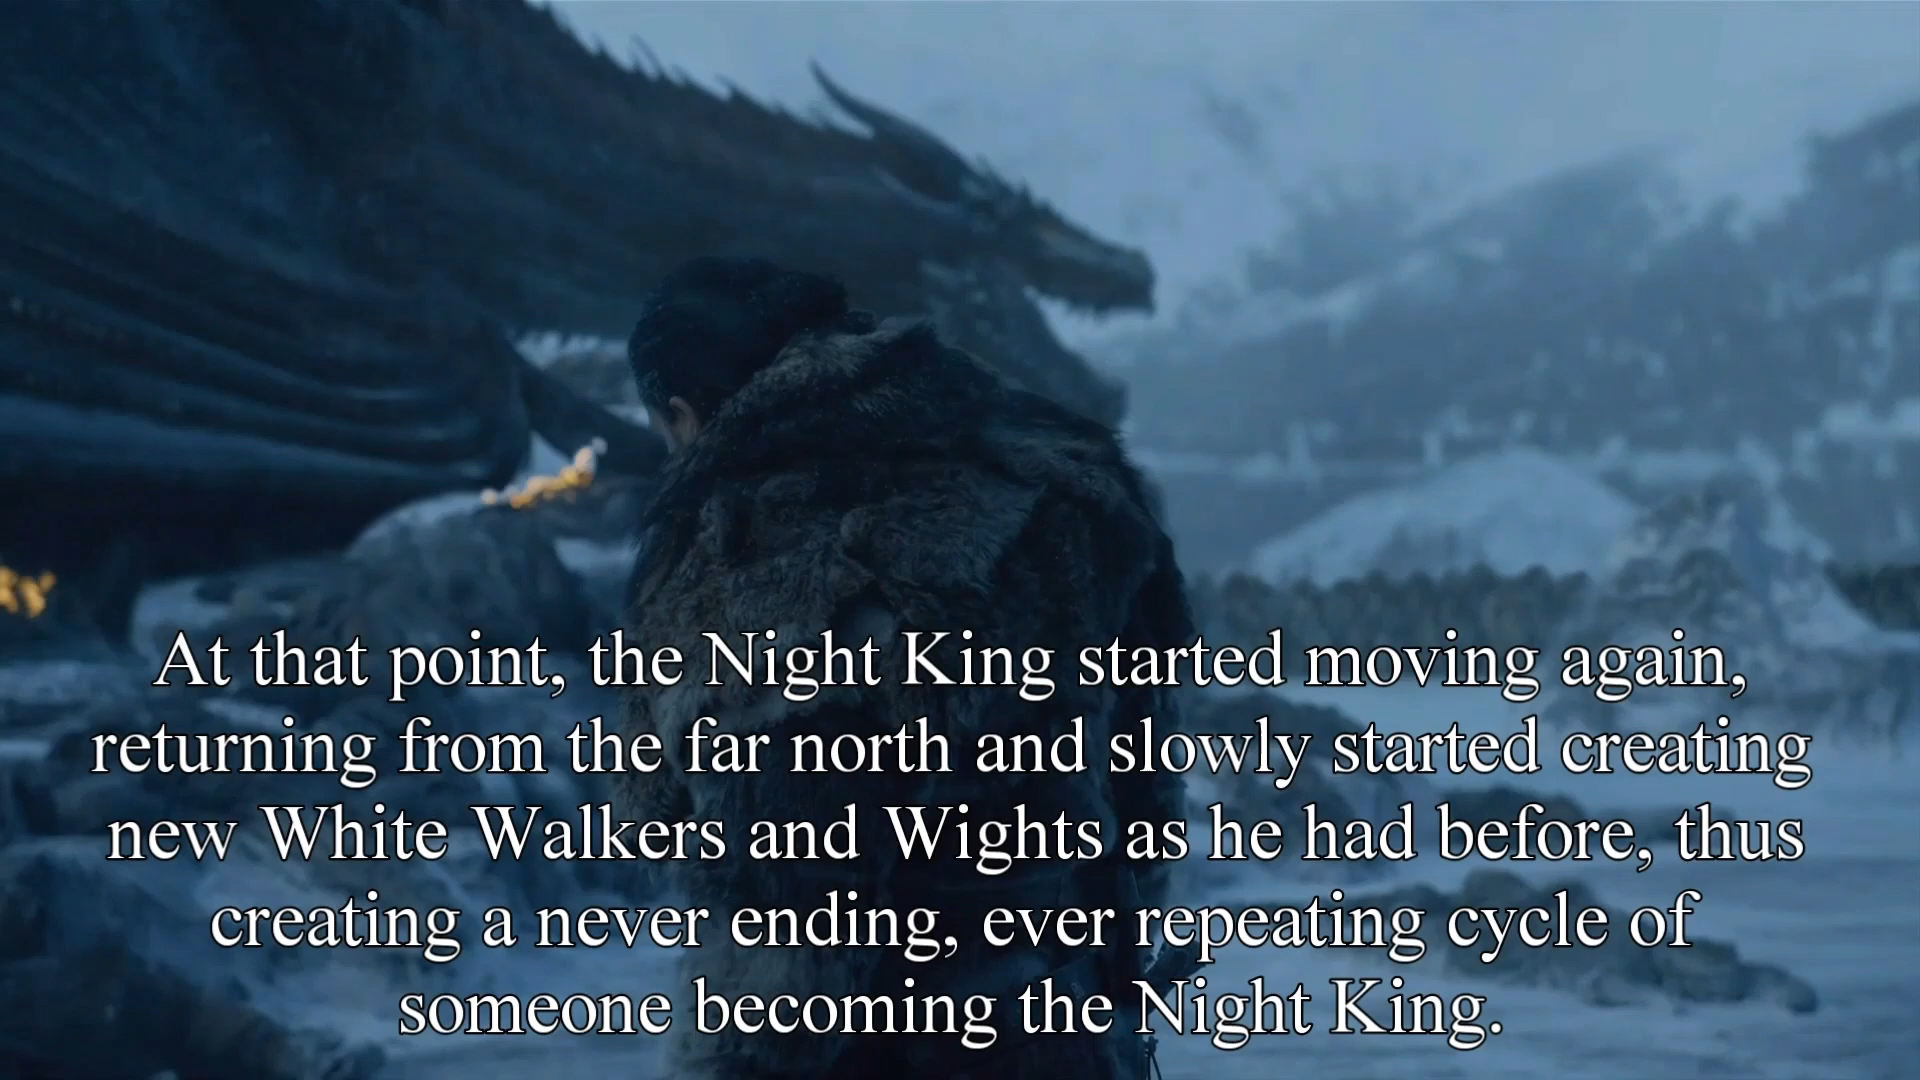 At that point, the Night King started moving again,
returning from the far north and slowly started creating
new White Walkers and Wights as he had before, thus
creating a never ending, ever repeating cycle of
someone becoming the Night King.